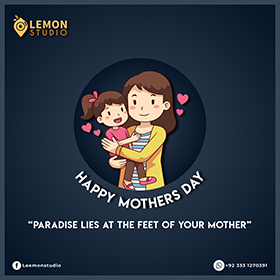 LEMON
STUDIO
HAPPY MOTHERS DAY
“PARADISE LIES AT THE FEET OF YOUR MOTHER”
Leemonstudio
+92 333 1270391